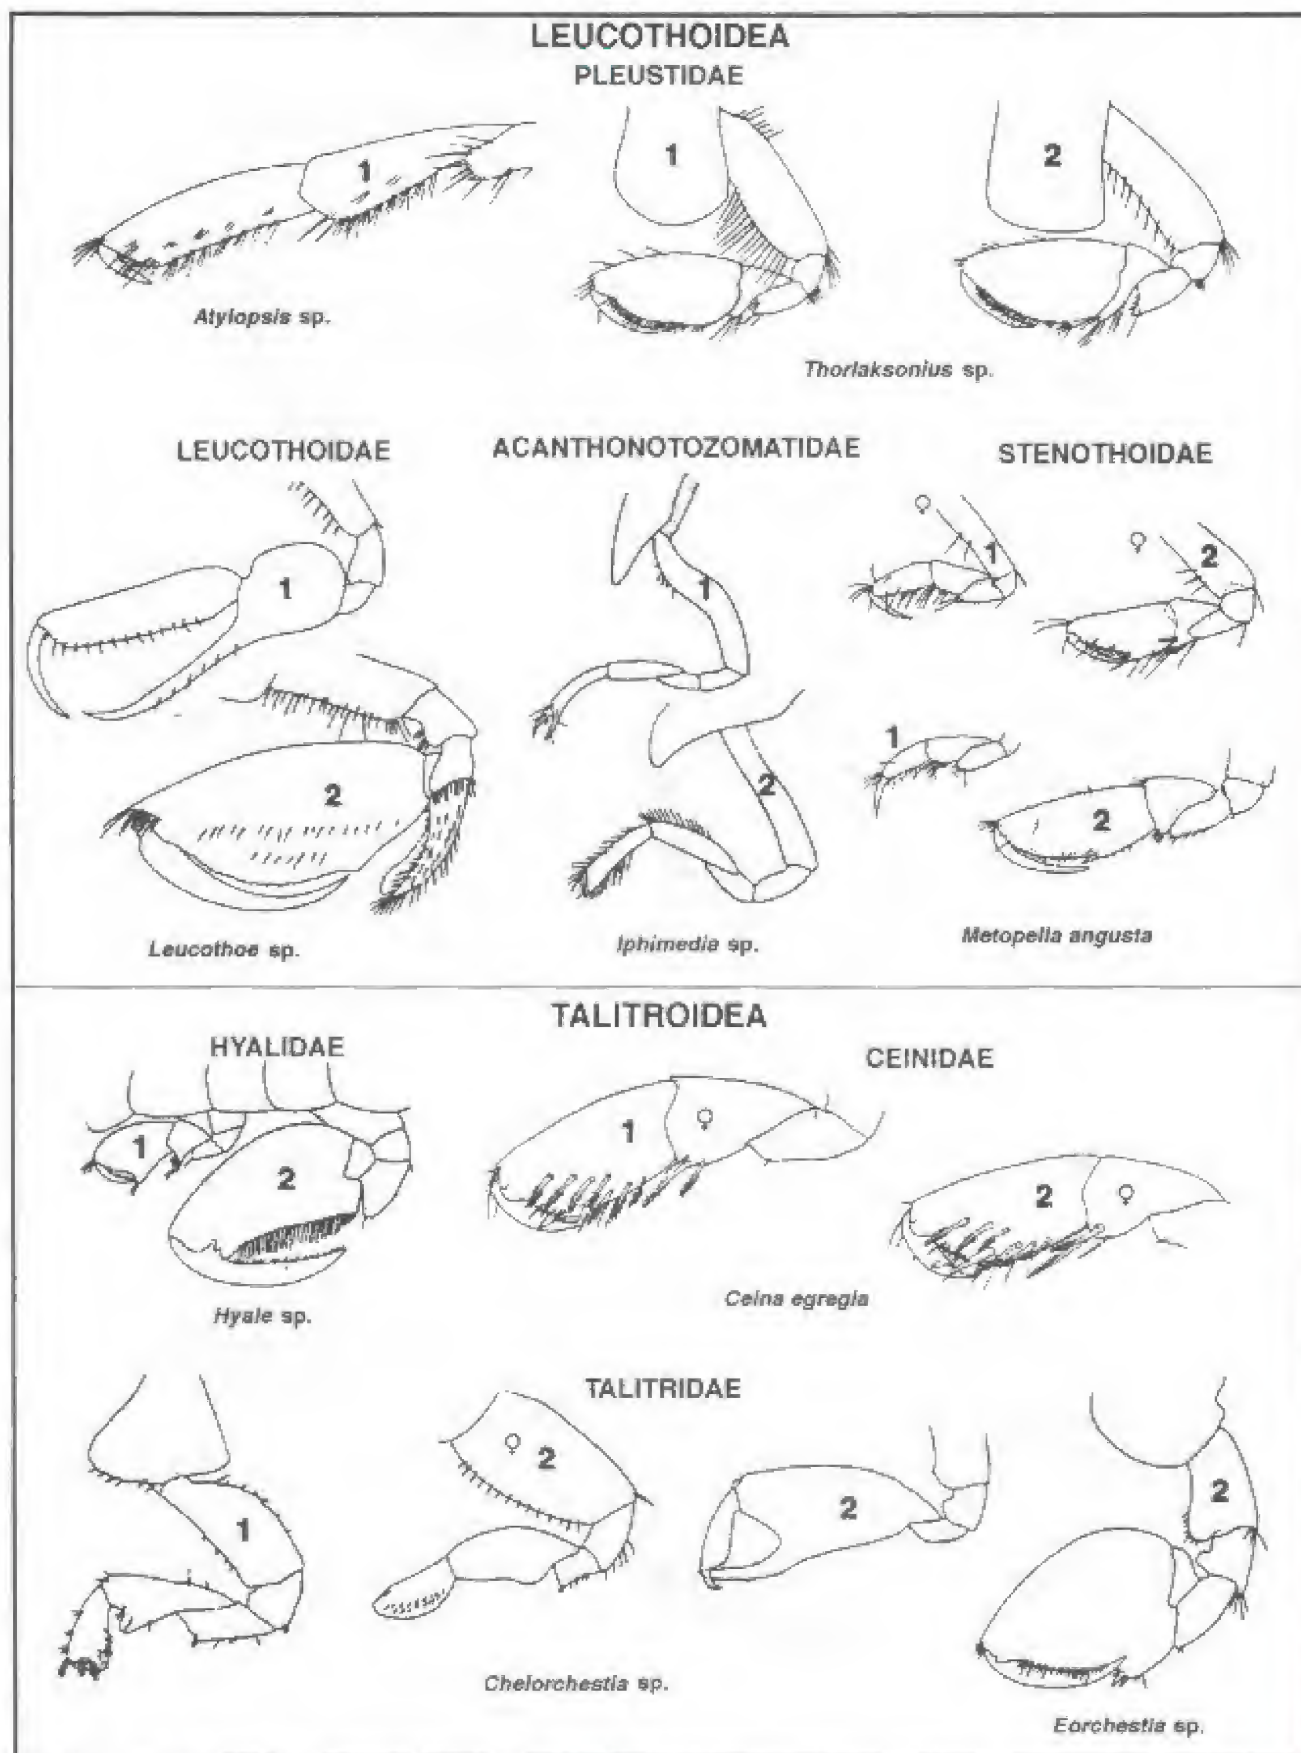 LEUCOTHOIDEA
PLEUSTIDAE
1
1
2
Atylopsis sp.
Thorlaksonius sp.
LEUCOTHOIDAE
ACANTHONOTOZOMATIDAE
STENOTHOIDAE
♀
1
♀
2
1
1
1
2
2
2
Leucothoe sp.
Iphimedia sp.
Metopella angusta
TALITROIDEA
HYALIDAE
CEINIDAE
1
2
1
♀
2
♀
Hyale sp.
Ceina egregia
TALITRIDAE
1
♀
2
2
2
Chelorchestia sp.
Eorchestia sp.